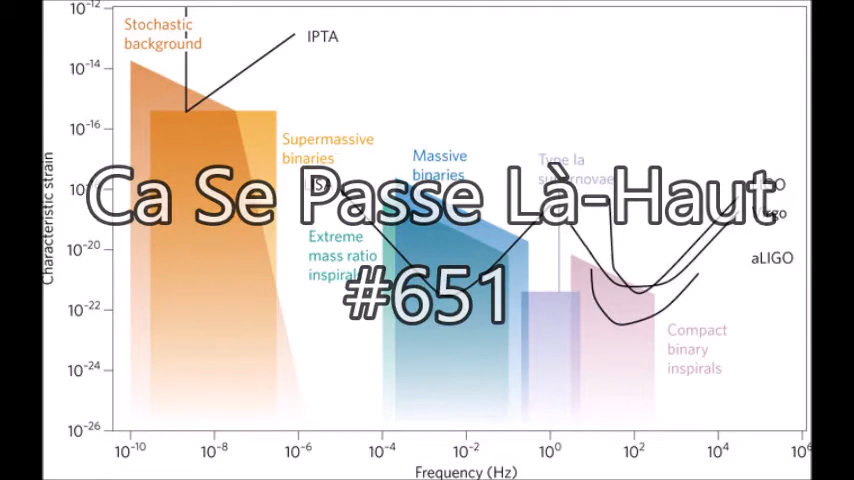 10⁻¹²
Stochastic
background
IPTA
10⁻¹⁴
10⁻¹⁶
Supermassive
binaries
Massive
binaries
Type Ia
Characteristic strain
Ca Se Passe Là-Haut
#651
10⁻²⁰
Extreme
mass ratio
inspirals
aLIGO
10⁻²²
Compact
binary
inspirals
10⁻²⁴
10⁻²⁶
10⁻¹⁰ 10⁻⁸ 10⁻⁶ 10⁻⁴ 10⁻² 10⁰ 10² 10⁴ 10⁶
Frequency (Hz)